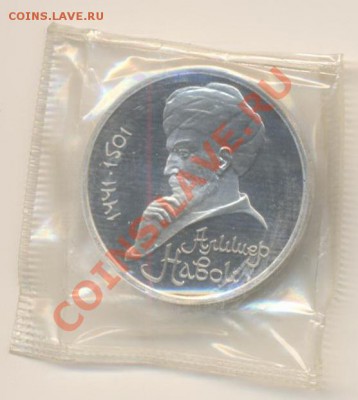 COINS.LAVE.RU
COINS.LAVE.RU
1441-1501
Алишер
Навои